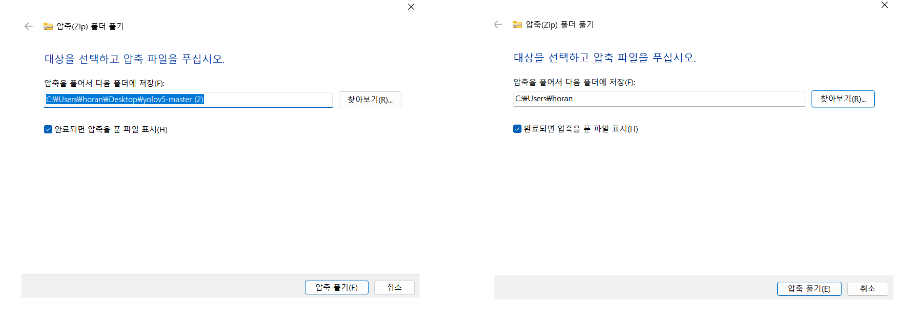 압축(Zip) 폴더 풀기
대상을 선택하고 압축 파일을 푸십시오.
압축을 풀어서 다음 폴더에 저장(F):
C:₩Users₩horan₩Desktop₩yolov5-master (2)
찾아보기(R)...
완료되면 압축을 푼 파일 표시(H)
압축 풀기(E)
취소
압축(Zip) 폴더 풀기
대상을 선택하고 압축 파일을 푸십시오.
압축을 풀어서 다음 폴더에 저장(F):
C:₩Users₩horan
찾아보기(R)...
완료되면 압축을 푼 파일 표시(H)
압축 풀기(E)
취소